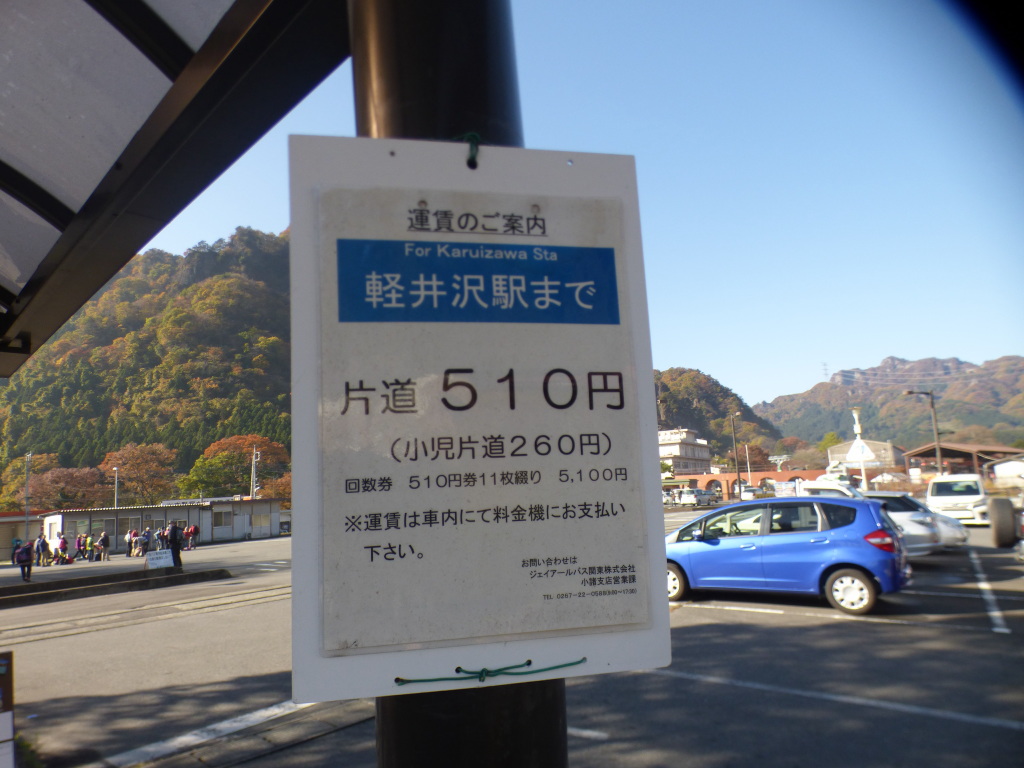 運賃のご案内
For Karuizawa Sta
軽井沢駅まで
片道 510円
(小児片道260円)
回数券 510円券11枚綴り 5,100円
※運賃は車内にて料金機にお支払い
下さい。
お問い合わせは
ジェイアールバス関東株式会社
小諸支店営業課